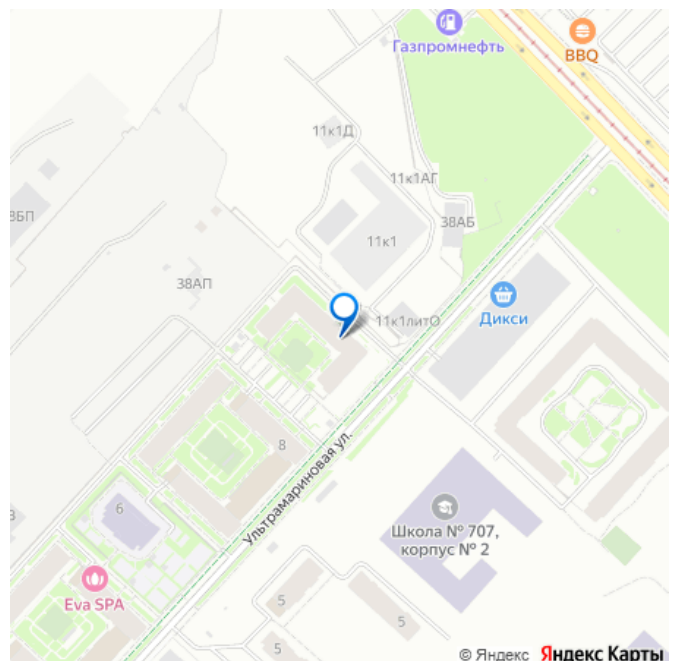 Газпромнефть
BBQ
11к1Д
11к1АГ
38АБ
11к1
38АП
11к1литО
Дикси
8
Ультрамариновая ул.
6
Школа № 707,
корпус № 2
Eva SPA
5
5
5
© Яндекс Яндекс Карты